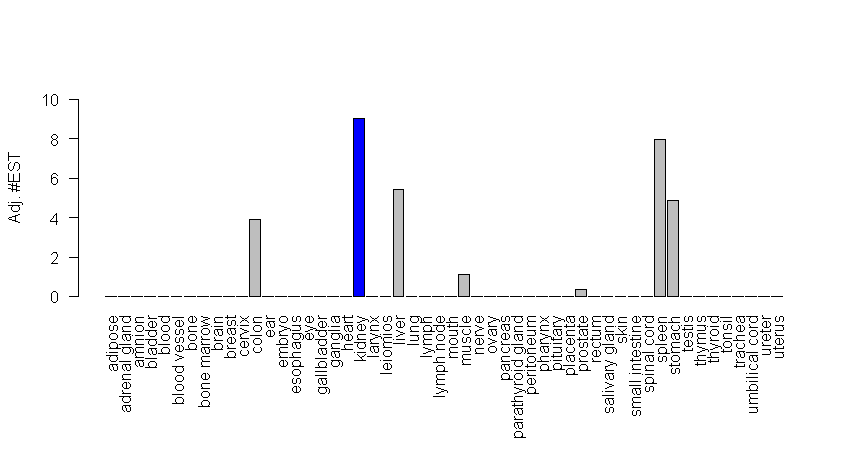 10
8
6
4
2
0
Adj. #EST
adipose
adrenal gland
amnion
bladder
blood
blood vessel
bone
bone marrow
brain
breast
cervix
colon
ear
embryo
esophagus
eye
gallbladder
ganglia
heart
kidney
larynx
leiomios
liver
lung
lymph
lymph node
mouth
muscle
nerve
ovary
pancreas
parathyroid gland
peritoneum
pharynx
pituitary
placenta
prostate
rectum
salivary gland
skin
small intestine
spinal cord
spleen
stomach
testis
thymus
thyroid
tonsil
trachea
umbilical cord
ureter
uterus